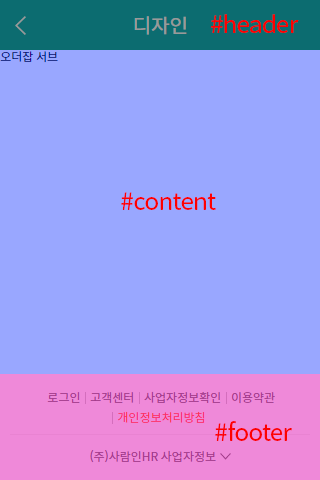 디자인 #header
오더잡 서브
#content
로그인 | 고객센터 | 사업자정보확인 | 이용약관
| 개인정보처리방침
#footer
(주)사람인HR 사업자정보